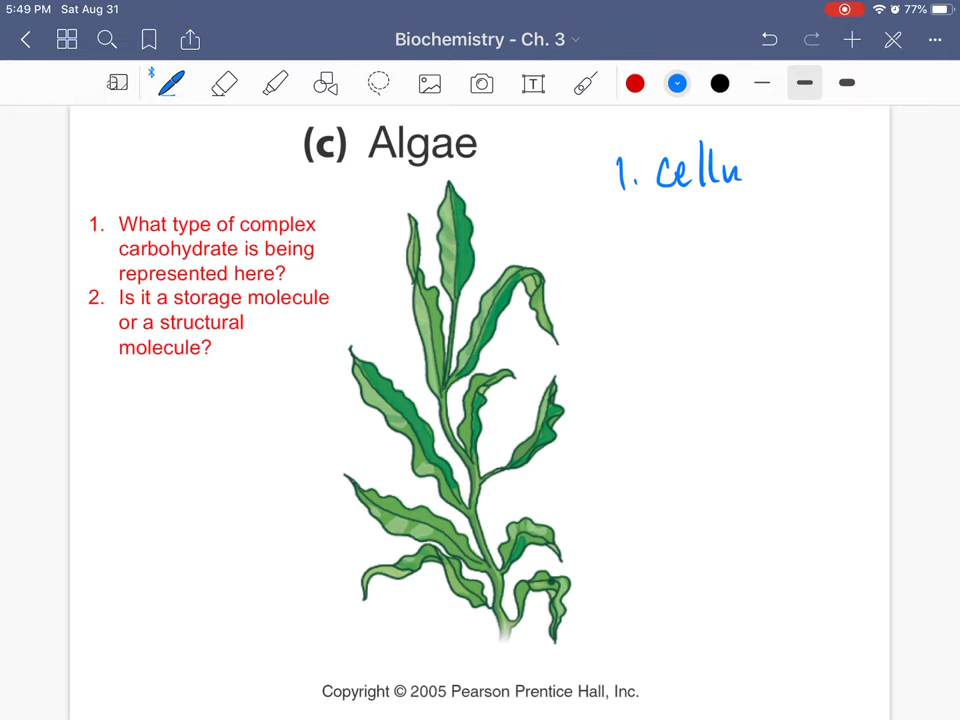 5:49 PM Sat Aug 31
77%
Biochemistry - Ch. 3
T
(c) Algae
1. cellu
1. What type of complex
carbohydrate is being
represented here?
2. Is it a storage molecule
or a structural
molecule?
Copyright © 2005 Pearson Prentice Hall, Inc.